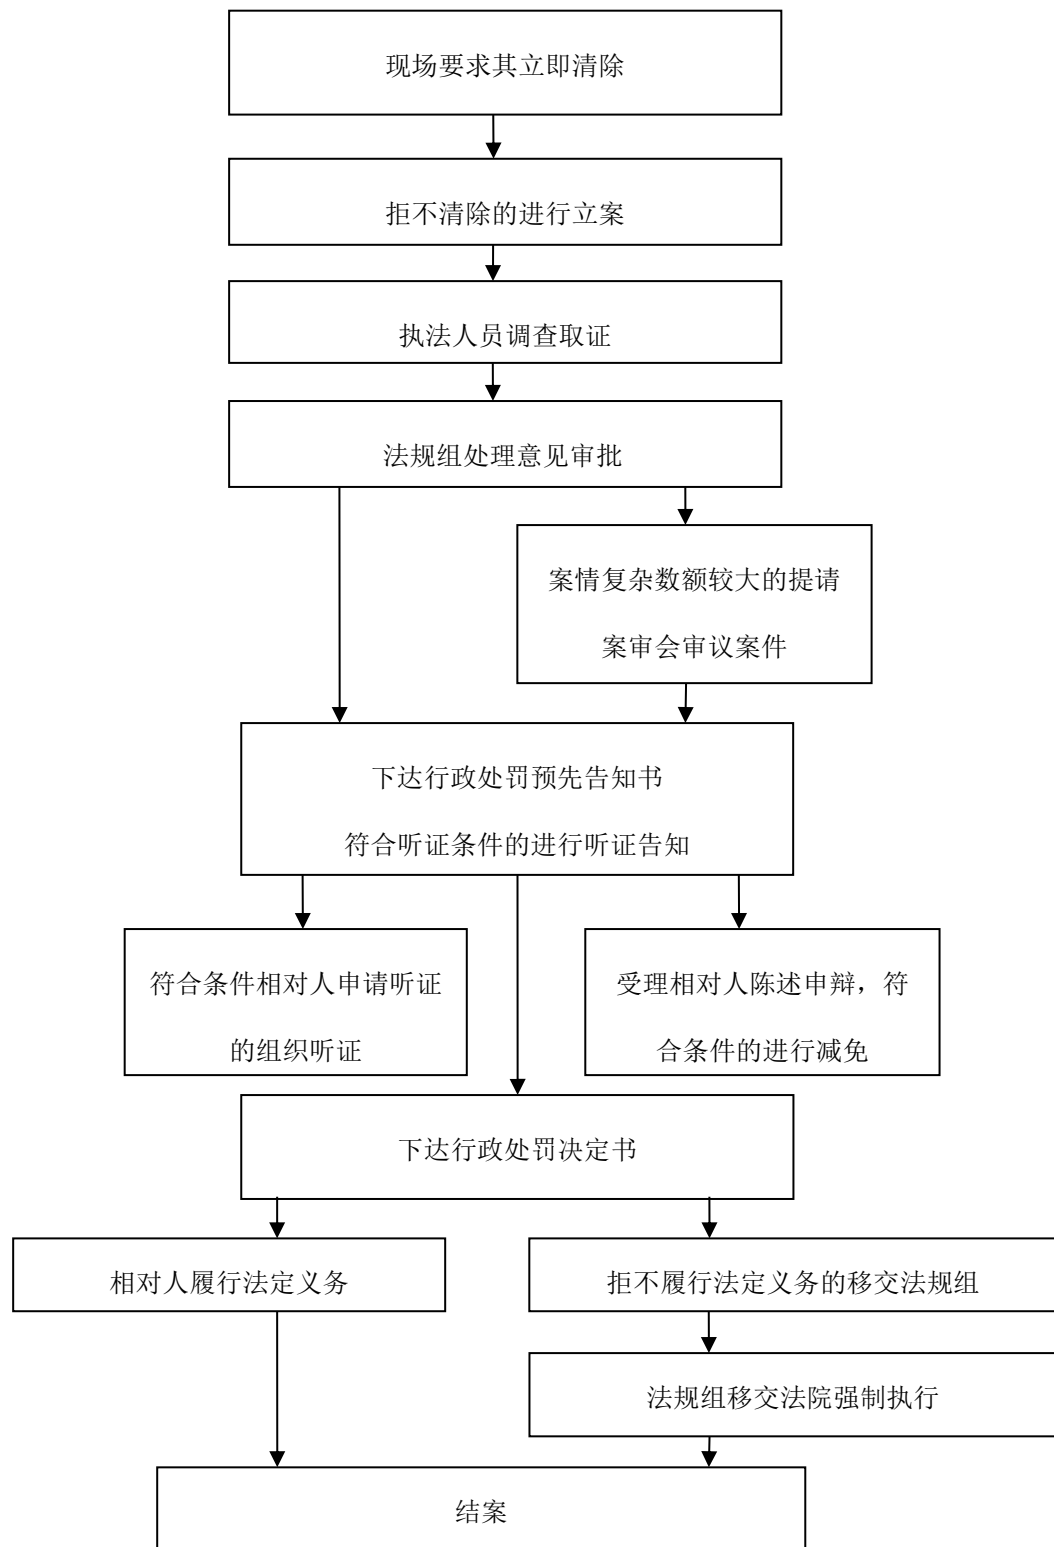 现场要求其立即清除
拒不清除的进行立案
执法人员调查取证
法规组处理意见审批
案情复杂数额较大的提请
案审会审议案件
下达行政处罚预先告知书
符合听证条件的进行听证告知
符合条件相对人申请听证
的组织听证
受理相对人陈述申辩，符
合条件的进行减免
下达行政处罚决定书
相对人履行法定义务
拒不履行法定义务的移交法规组
法规组移交法院强制执行
结案